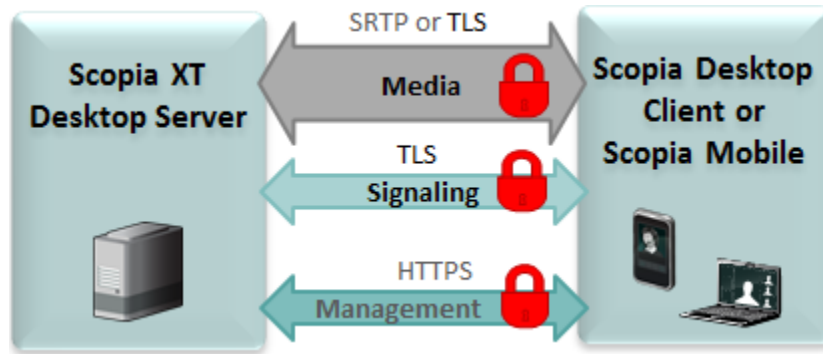 Scopia XT
Desktop Server
SRTP or TLS
Media
TLS
Signaling
HTTPS
Management
Scopia Desktop
Client or
Scopia Mobile